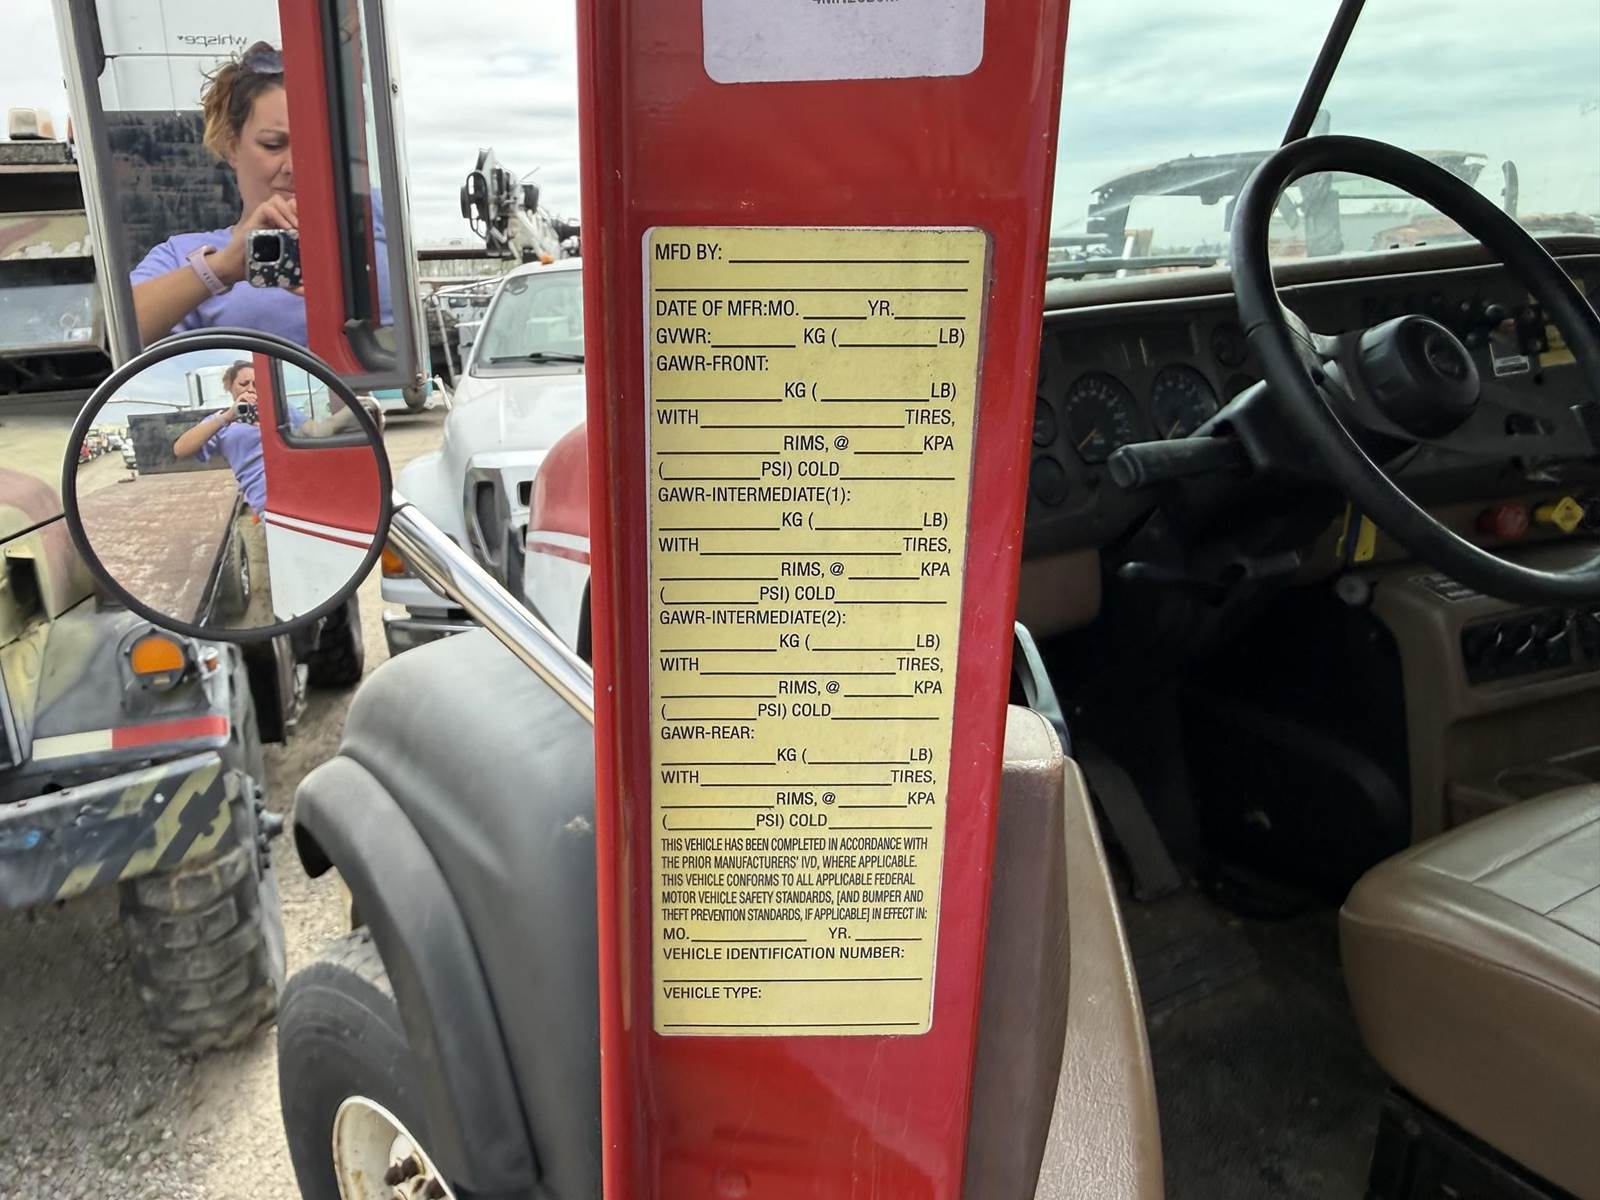 MFD BY:
DATE OF MFR:MO. YR.
GVWR: KG ( LB)
GAWR-FRONT:
KG ( LB)
WITH TIRES,
RIMS, @ KPA
( PSI) COLD
GAWR-INTERMEDIATE(1):
KG ( LB)
WITH TIRES,
RIMS, @ KPA
( PSI) COLD
GAWR-INTERMEDIATE(2):
KG ( LB)
WITH TIRES,
RIMS, @ KPA
( PSI) COLD
GAWR-REAR:
KG ( LB)
WITH TIRES,
RIMS, @ KPA
( PSI) COLD
THIS VEHICLE HAS BEEN COMPLETED IN ACCORDANCE WITH
THE PRIOR MANUFACTURERS' IVD, WHERE APPLICABLE.
THIS VEHICLE CONFORMS TO ALL APPLICABLE FEDERAL
MOTOR VEHICLE SAFETY STANDARDS, [AND BUMPER AND
THEFT PREVENTION STANDARDS, IF APPLICABLE] IN EFFECT IN:
MO. YR.
VEHICLE IDENTIFICATION NUMBER:
VEHICLE TYPE: